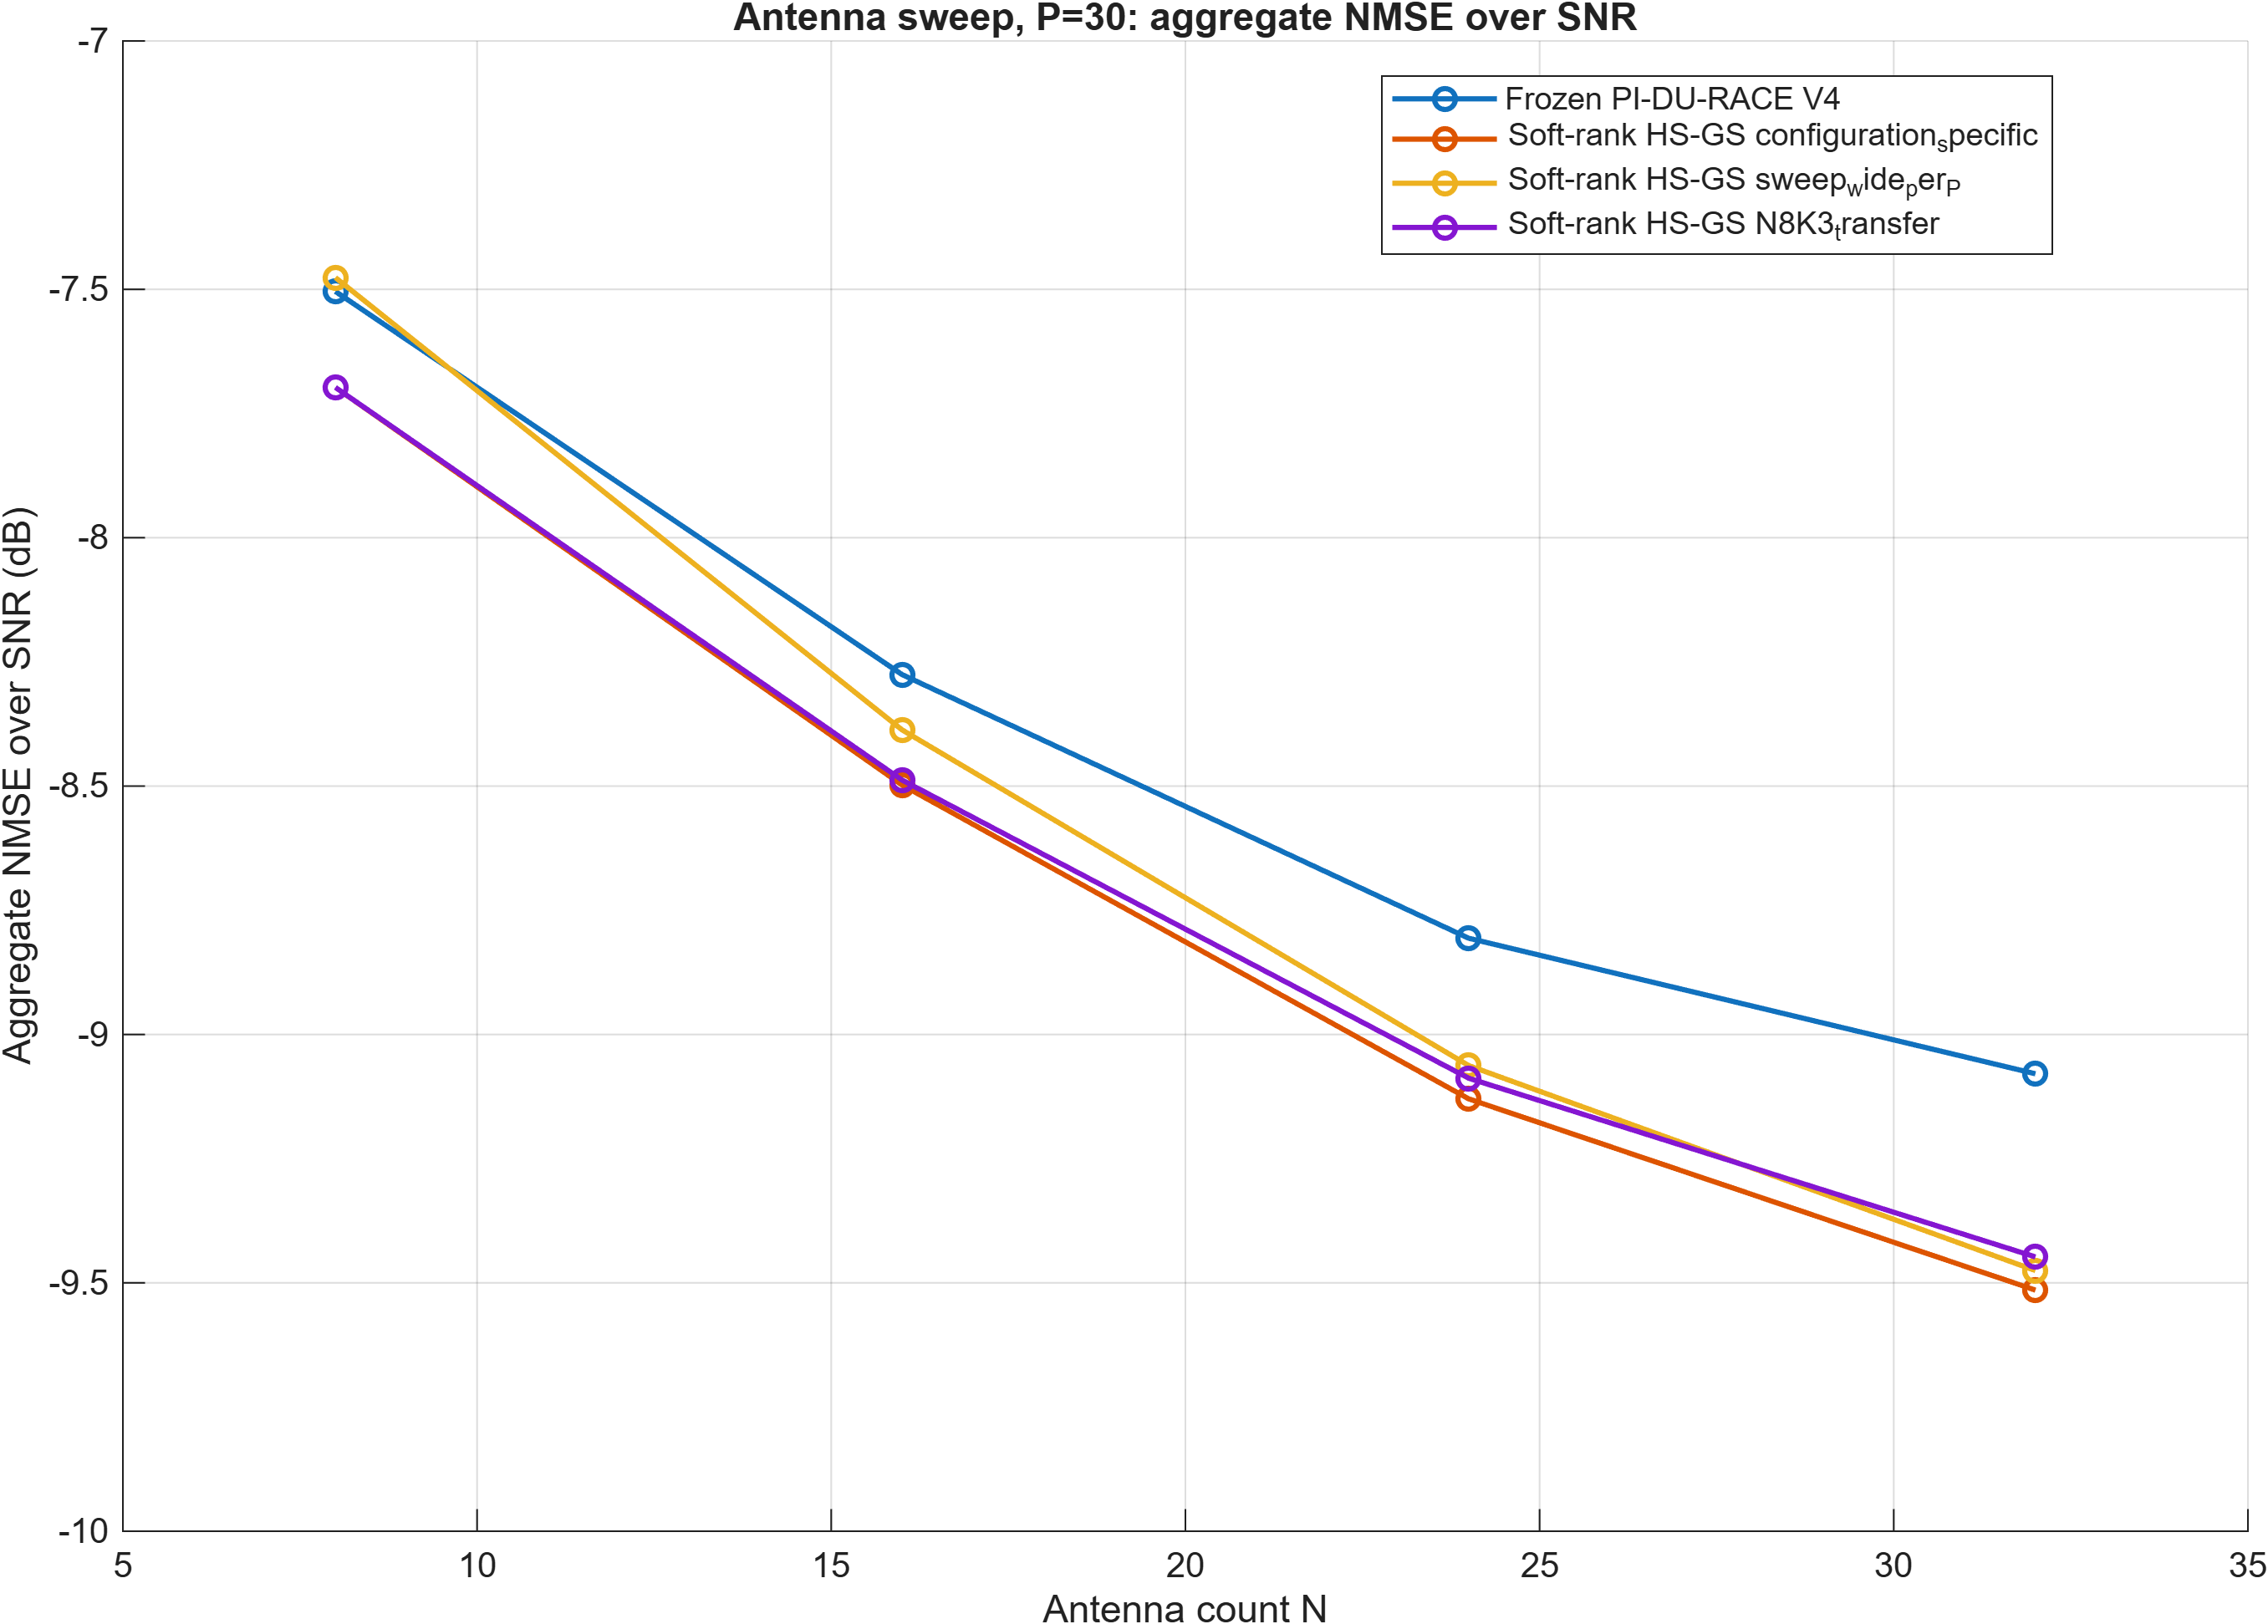 Antenna sweep, P=30: aggregate NMSE over SNR
Frozen PI-DU-RACE V4
Soft-rank HS-GS configurationspecific
Soft-rank HS-GS sweepwideperP
Soft-rank HS-GS N8K3transfer
Aggregate NMSE over SNR (dB)
-7
-7.5
-8
-8.5
-9
-9.5
-10
5 10 15 20 25 30 35
Antenna count N